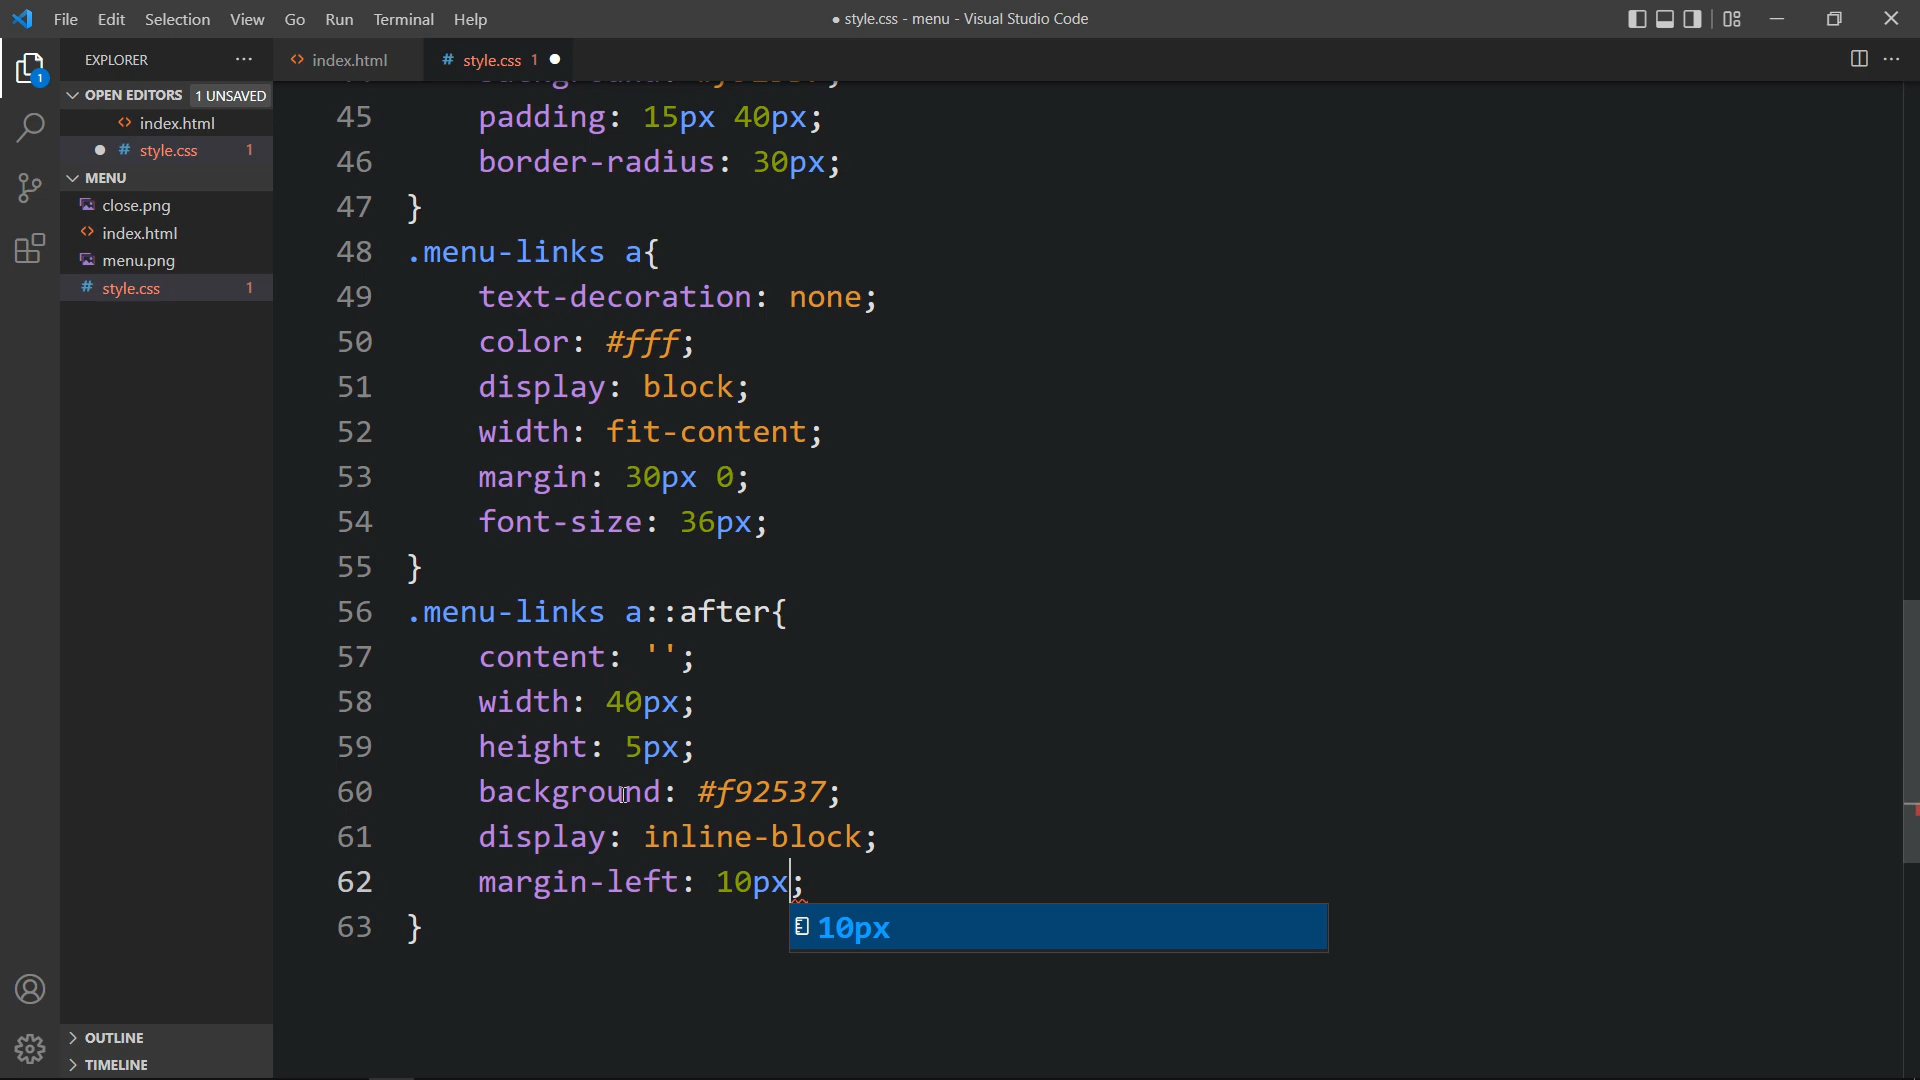 File Edit Selection View Go Run Terminal Help
● style.css - menu - Visual Studio Code
EXPLORER
index.html
# style.css 1
OPEN EDITORS 1 UNSAVED
index.html
# style.css 1
MENU
close.png
index.html
menu.png
# style.css 1
OUTLINE
TIMELINE
45 padding: 15px 40px;
46 border-radius: 30px;
47 }
48 .menu-links a{
49 text-decoration: none;
50 color: #fff;
51 display: block;
52 width: fit-content;
53 margin: 30px 0;
54 font-size: 36px;
55 }
56 .menu-links a::after{
57 content: '';
58 width: 40px;
59 height: 5px;
60 background: #f92537;
61 display: inline-block;
62 margin-left: 10px;
10px
63 }